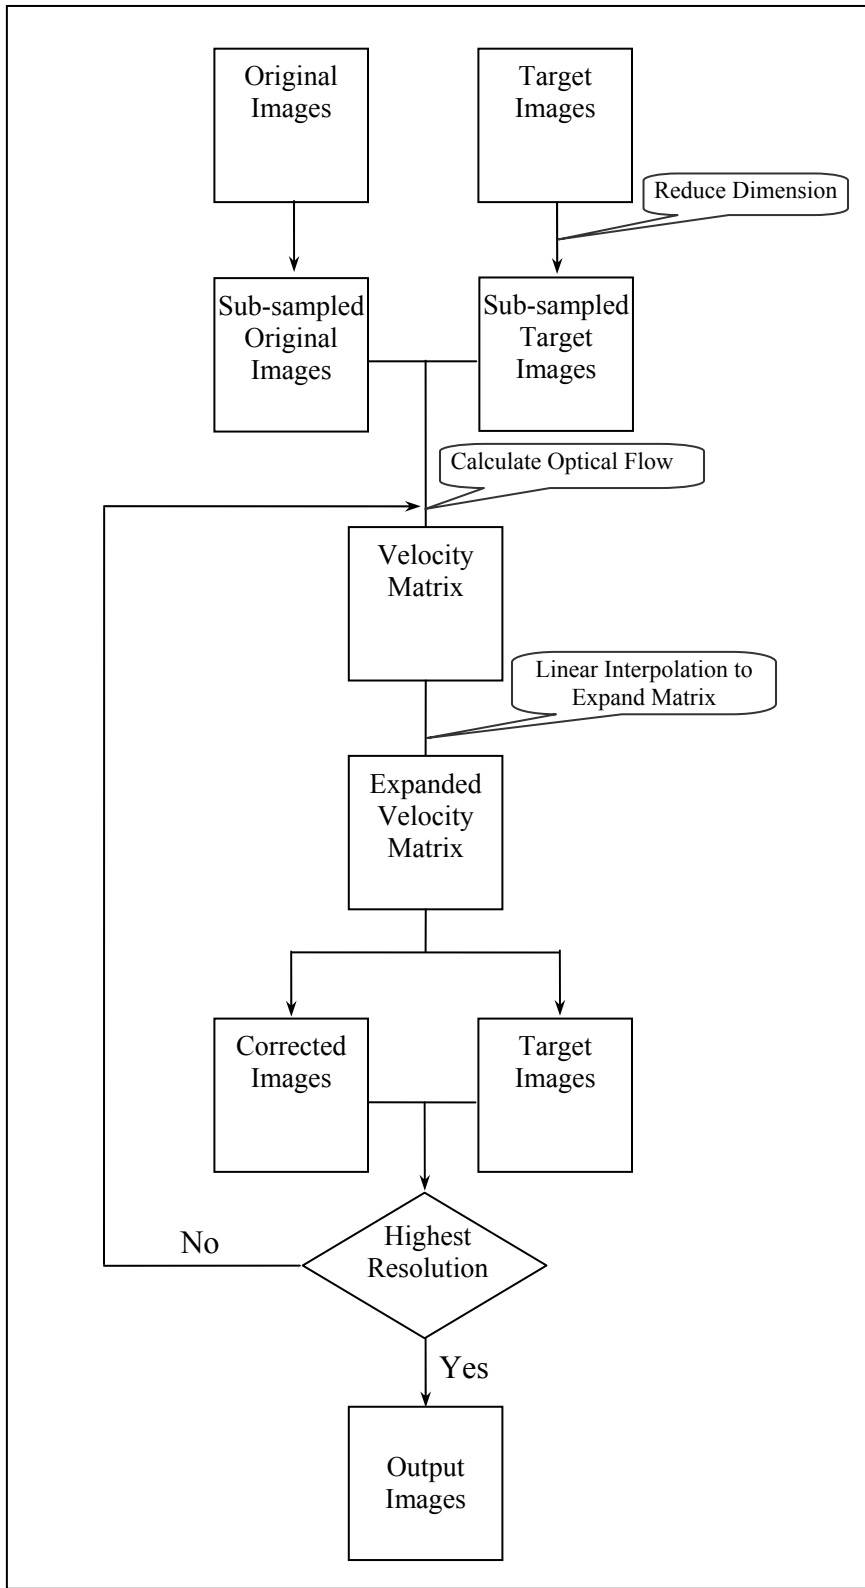 Original
Images
Target
Images
Reduce Dimension
Sub-sampled
Original
Images
Sub-sampled
Target
Images
Calculate Optical Flow
Velocity
Matrix
Linear Interpolation to
Expand Matrix
Expanded
Velocity
Matrix
Corrected
Images
Target
Images
No
Highest
Resolution
Yes
Output
Images